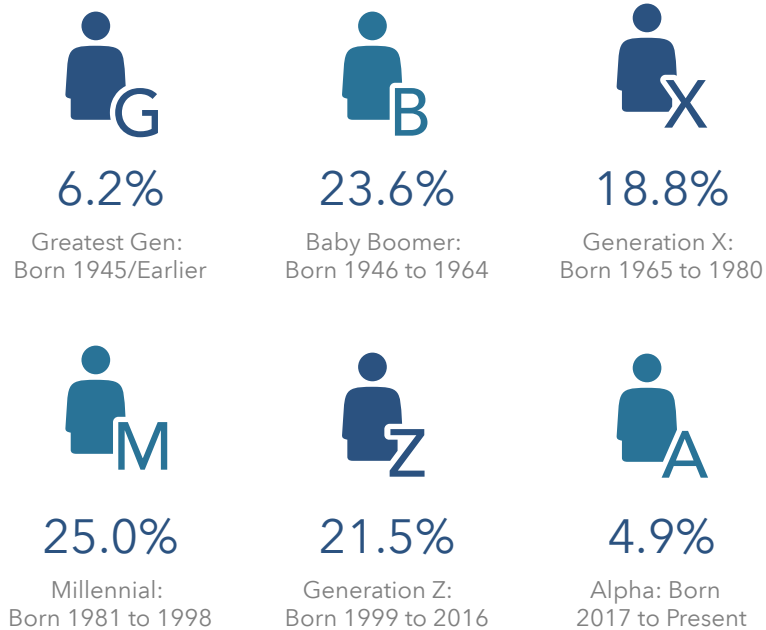 G
B
X
6.2%
23.6%
18.8%
Greatest Gen:
Born 1945/Earlier
Baby Boomer:
Born 1946 to 1964
Generation X:
Born 1965 to 1980
M
Z
A
25.0%
21.5%
4.9%
Millennial:
Born 1981 to 1998
Generation Z:
Born 1999 to 2016
Alpha: Born
2017 to Present